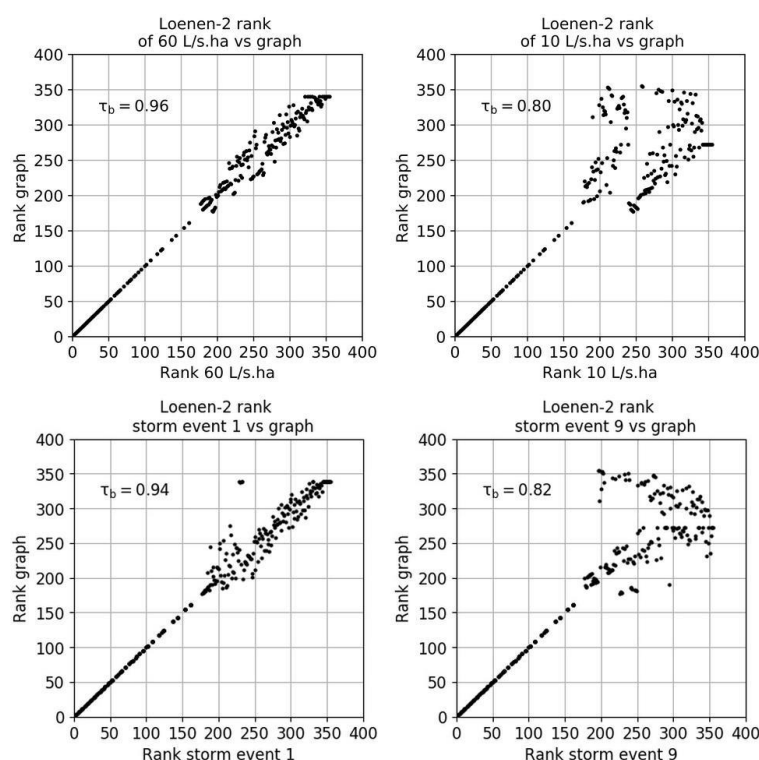 Loenen-2 rank
of 60 L/s.ha vs graph
400
350
300
250
200
150
100
50
0
τb = 0.96
Rank graph
0 50 100 150 200 250 300 350 400
Rank 60 L/s.ha
Loenen-2 rank
of 10 L/s.ha vs graph
400
350
300
250
200
150
100
50
0
τb = 0.80
Rank graph
0 50 100 150 200 250 300 350 400
Rank 10 L/s.ha
Loenen-2 rank
storm event 1 vs graph
400
350
300
250
200
150
100
50
0
τb = 0.94
Rank graph
0 50 100 150 200 250 300 350 400
Rank storm event 1
Loenen-2 rank
storm event 9 vs graph
400
350
300
250
200
150
100
50
0
τb = 0.82
Rank graph
0 50 100 150 200 250 300 350 400
Rank storm event 9